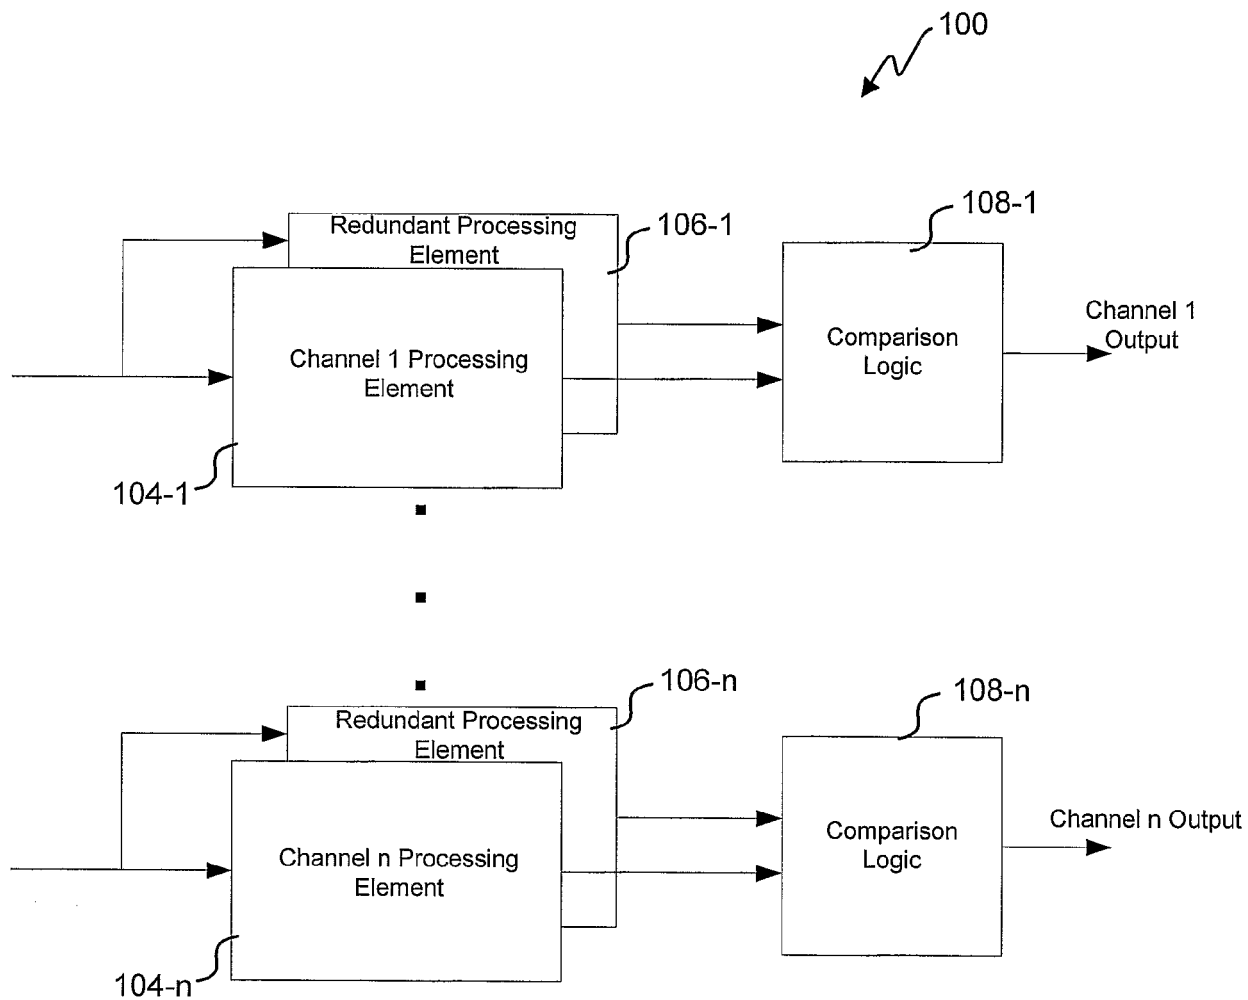 100
Redundant Processing
Element
106-1
108-1
Channel 1 Processing
Element
Comparison
Logic
Channel 1
Output
104-1
106-n
108-n
Redundant Processing
Element
Channel n Processing
Element
Comparison
Logic
Channel n Output
104-n